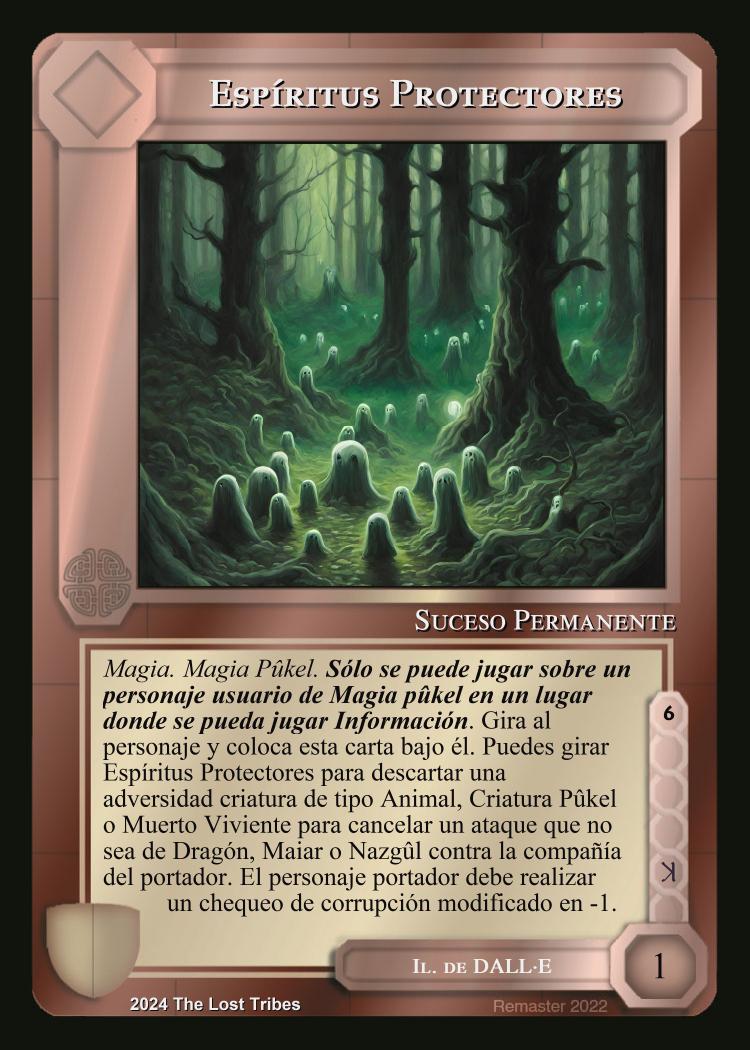 Espíritus Protectores
Suceso Permanente
Magia. Magia Pûkel. Sólo se puede jugar sobre un
personaje usuario de Magia pûkel en un lugar
donde se pueda jugar Información. Gira al
personaje y coloca esta carta bajo él. Puedes girar
Espíritus Protectores para descartar una
adversidad criatura de tipo Animal, Criatura Pûkel
o Muerto Viviente para cancelar un ataque que no
sea de Dragón, Maiar o Nazgûl contra la compañía
del portador. El personaje portador debe realizar
un chequeo de corrupción modificado en -1.
6
Il. de DALL·E
1
2024 The Lost Tribes
Remaster 2022